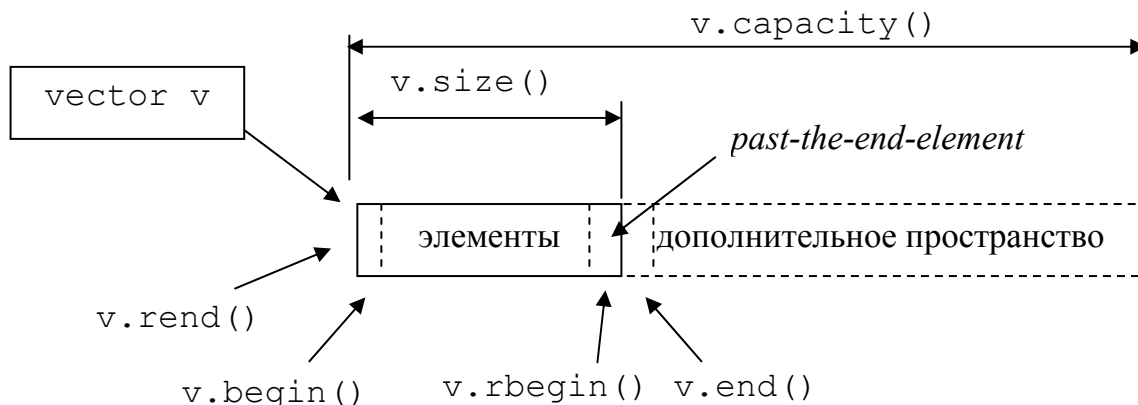 v.capacity()
v.size()
vector v
past-the-end-element
элементы
дополнительное пространство
v.rend()
v.begin()
v.rbegin()
v.end()